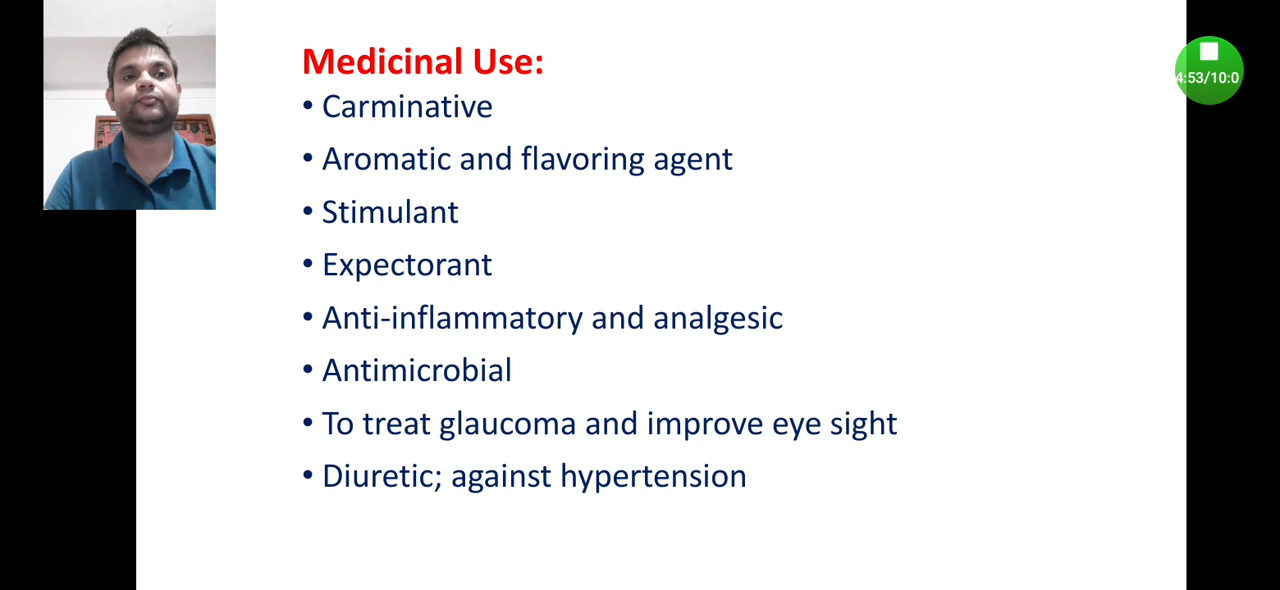 Medicinal Use:
• Carminative
• Aromatic and flavoring agent
• Stimulant
• Expectorant
• Anti-inflammatory and analgesic
• Antimicrobial
• To treat glaucoma and improve eye sight
• Diuretic; against hypertension
4:53/10:0